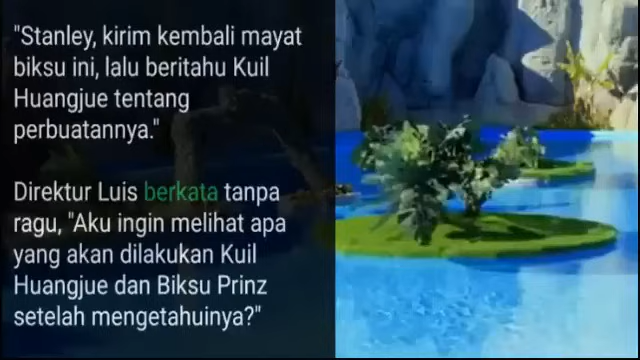 "Stanley, kirim kembali mayat
biksu ini, lalu beritahu Kuil
Huangjue tentang
perbuatannya."
Direktur Luis berkata tanpa
ragu, "Aku ingin melihat apa
yang akan dilakukan Kuil
Huangjue dan Biksu Prinz
setelah mengetahuinya?"